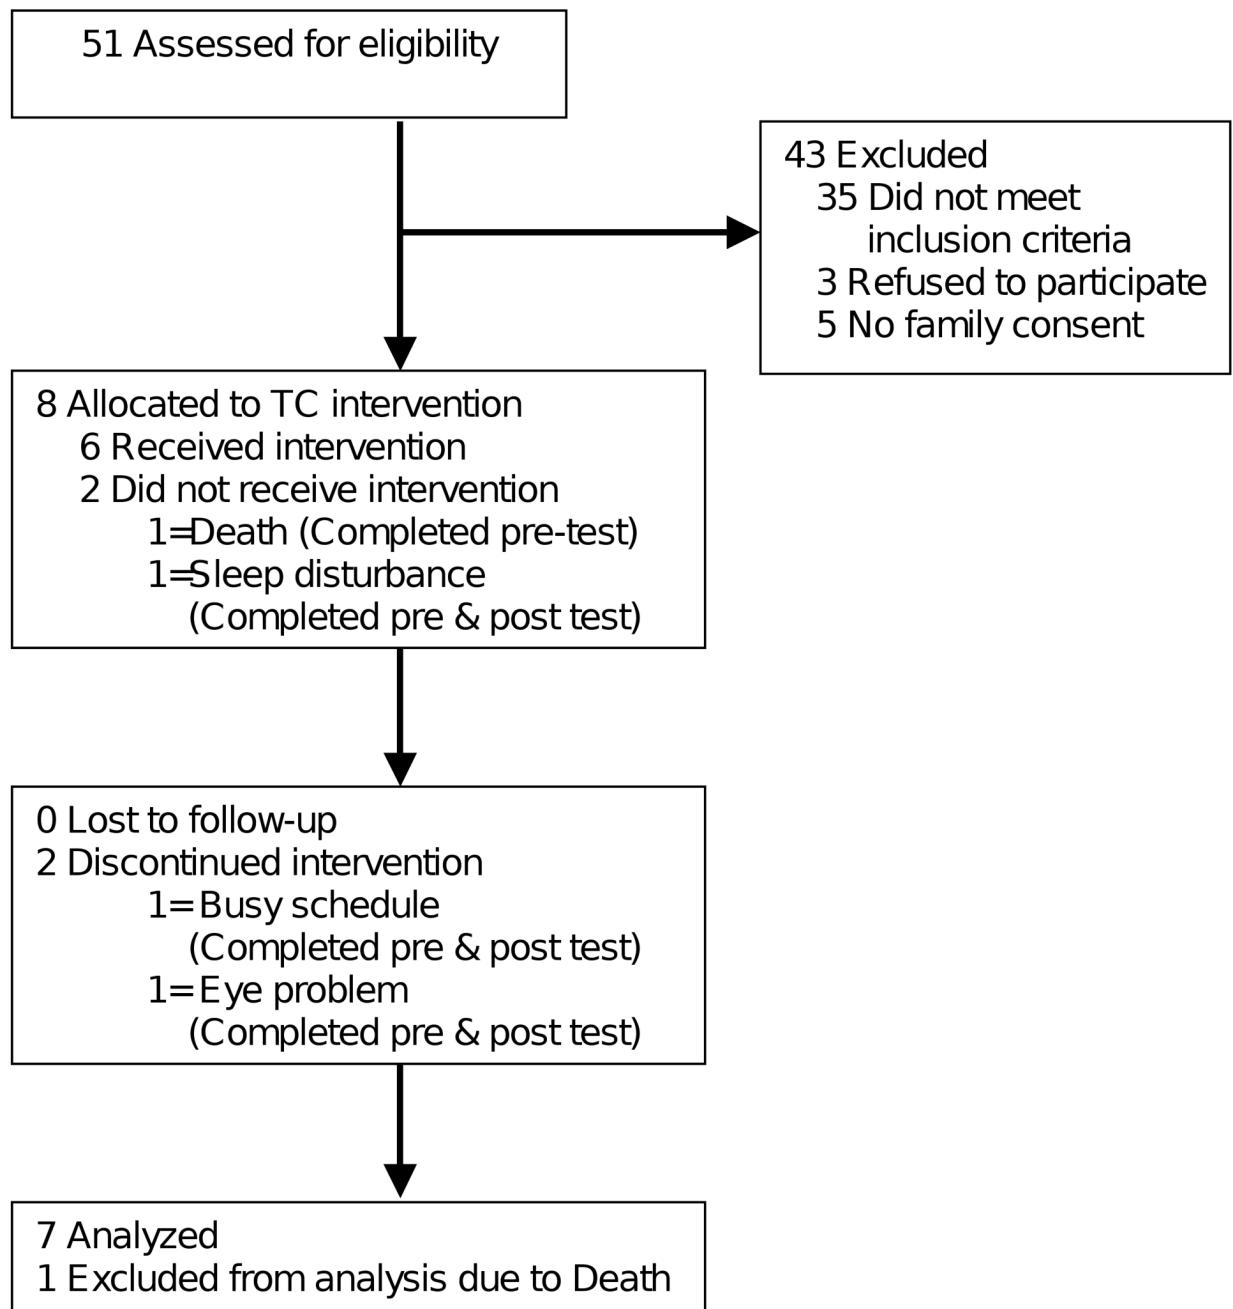 51 Assessed for eligibility
43 Excluded
35 Did not meet
inclusion criteria
3 Refused to participate
5 No family consent
8 Allocated to TC intervention
6 Received intervention
2 Did not receive intervention
1=Death (Completed pre-test)
1=Sleep disturbance
(Completed pre & post test)
0 Lost to follow-up
2 Discontinued intervention
1= Busy schedule
(Completed pre & post test)
1= Eye problem
(Completed pre & post test)
7 Analyzed
1 Excluded from analysis due to Death